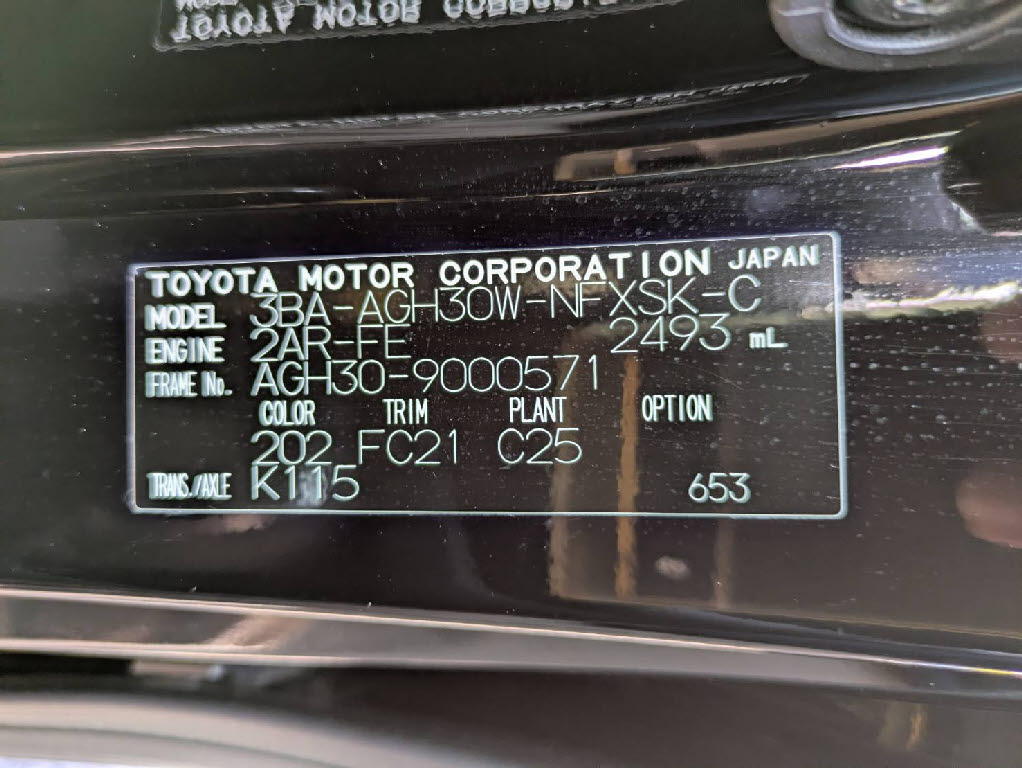 TOYOTA MOTOR CORPORATION JAPAN
MODEL 3BA-AGH30W-NFXSK-C
ENGINE 2AR-FE 2493 mL
FRAME No. AGH30-9000571
COLOR TRIM PLANT OPTION
202 FC21 C25
TRANS./AXLE K115 653